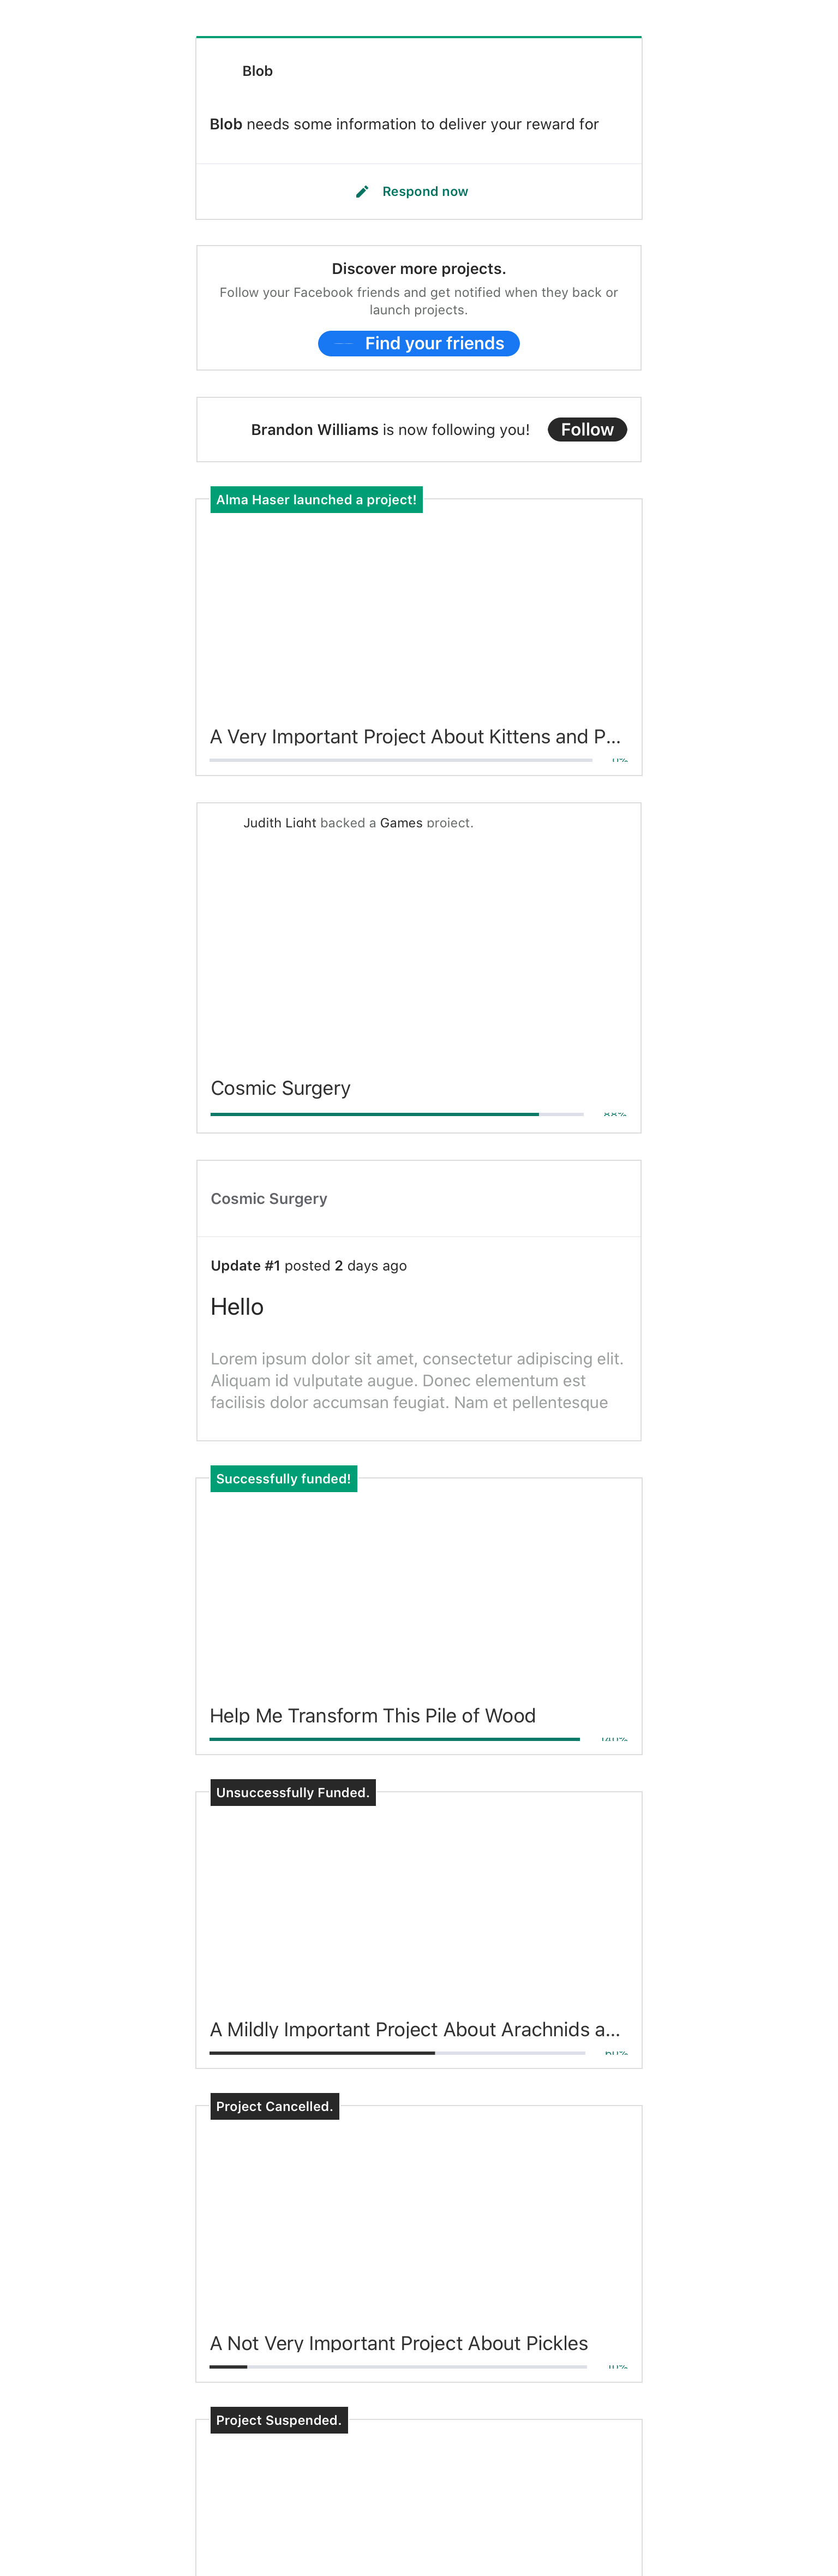 Blob
Blob needs some information to deliver your reward for
Respond now
Discover more projects.
Follow your Facebook friends and get notified when they back or
launch projects.
Find your friends
Brandon Williams is now following you!
Follow
Alma Haser launched a project!
A Very Important Project About Kittens and P...
Judith Light backed a Games project.
Cosmic Surgery
Cosmic Surgery
Update #1 posted 2 days ago
Hello
Lorem ipsum dolor sit amet, consectetur adipiscing elit.
Aliquam id vulputate augue. Donec elementum est
facilisis dolor accumsan feugiat. Nam et pellentesque
Successfully funded!
Help Me Transform This Pile of Wood
Unsuccessfully Funded.
A Mildly Important Project About Arachnids a...
Project Cancelled.
A Not Very Important Project About Pickles
Project Suspended.